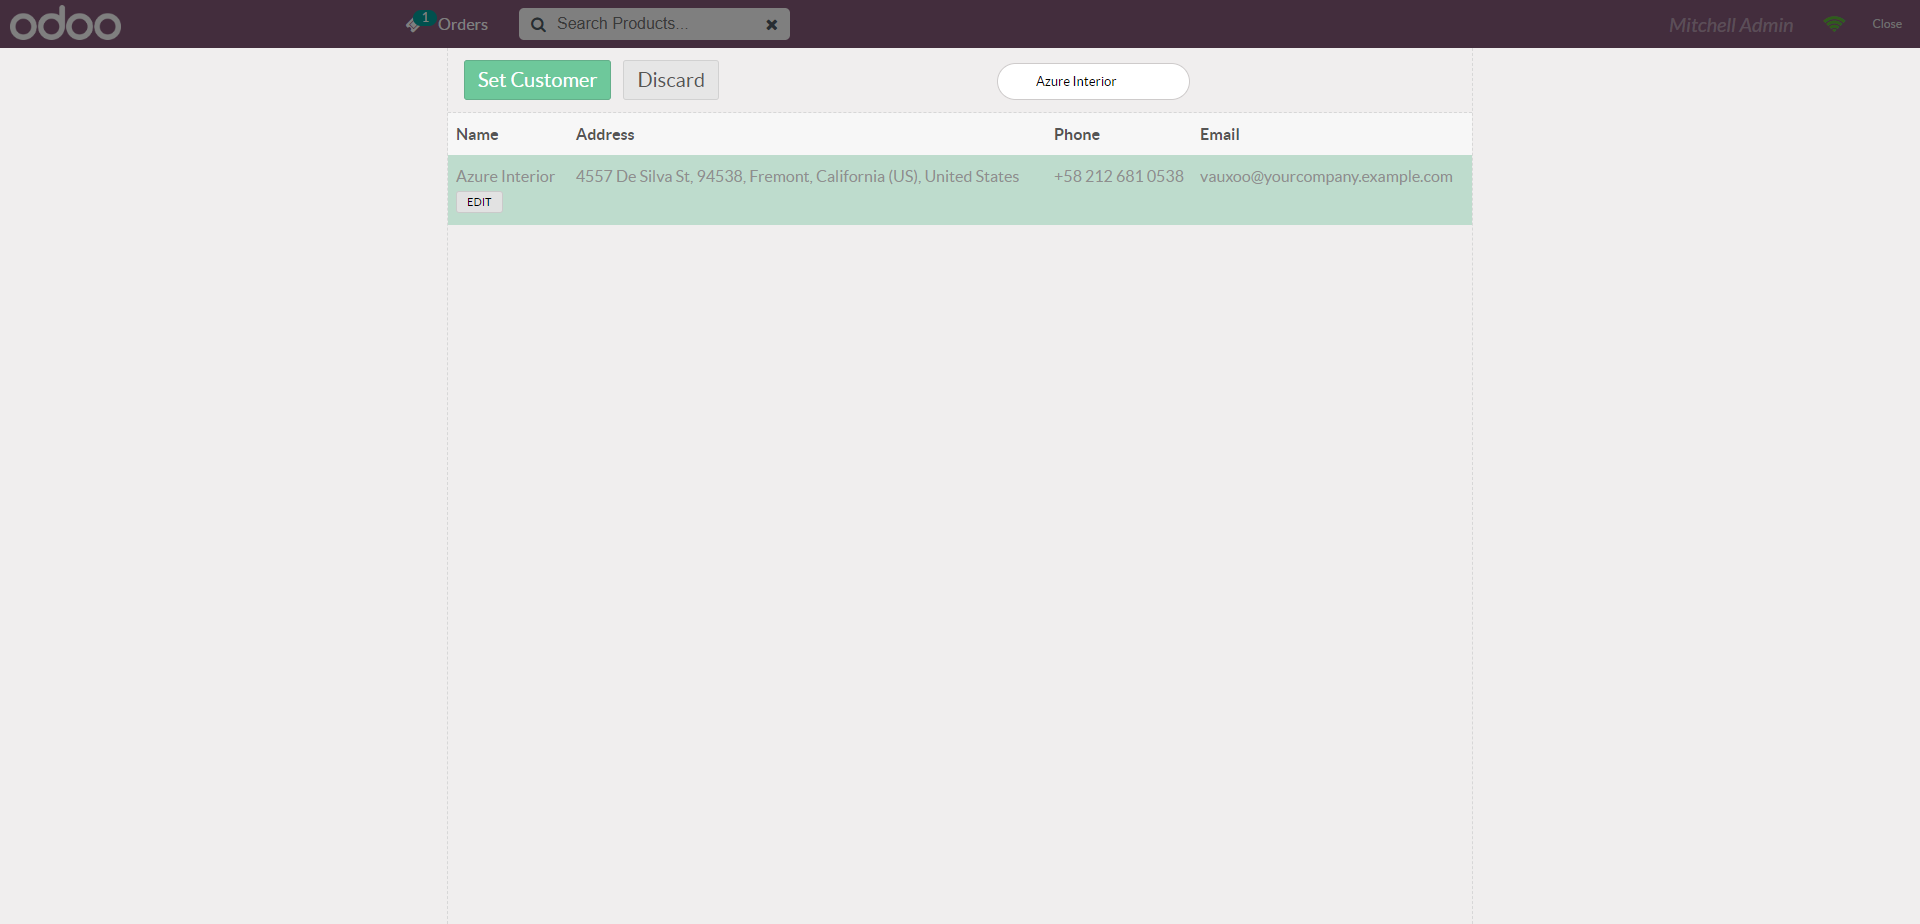 odoo
1
Orders
Search Products...
Mitchell Admin
Close
Set Customer
Discard
Azure Interior
Name Address Phone Email
Azure Interior 4557 De Silva St, 94538, Fremont, California (US), United States +58 212 681 0538 vauxoo@yourcompany.example.com
EDIT